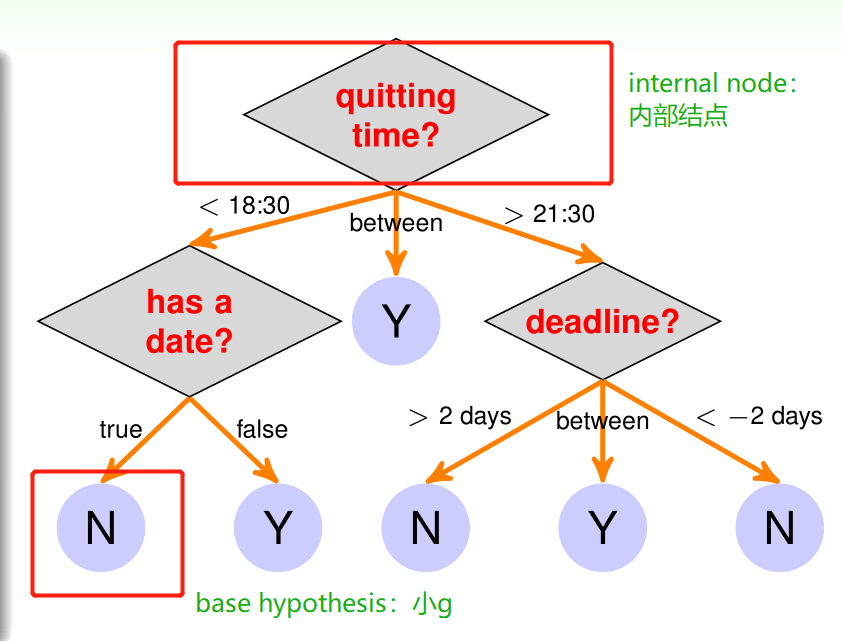 quitting
time?
internal node：
内部结点
< 18:30
between
> 21:30
has a
date?
Y
deadline?
true
false
> 2 days
between
< −2 days
N
Y
N
Y
N
base hypothesis：小g